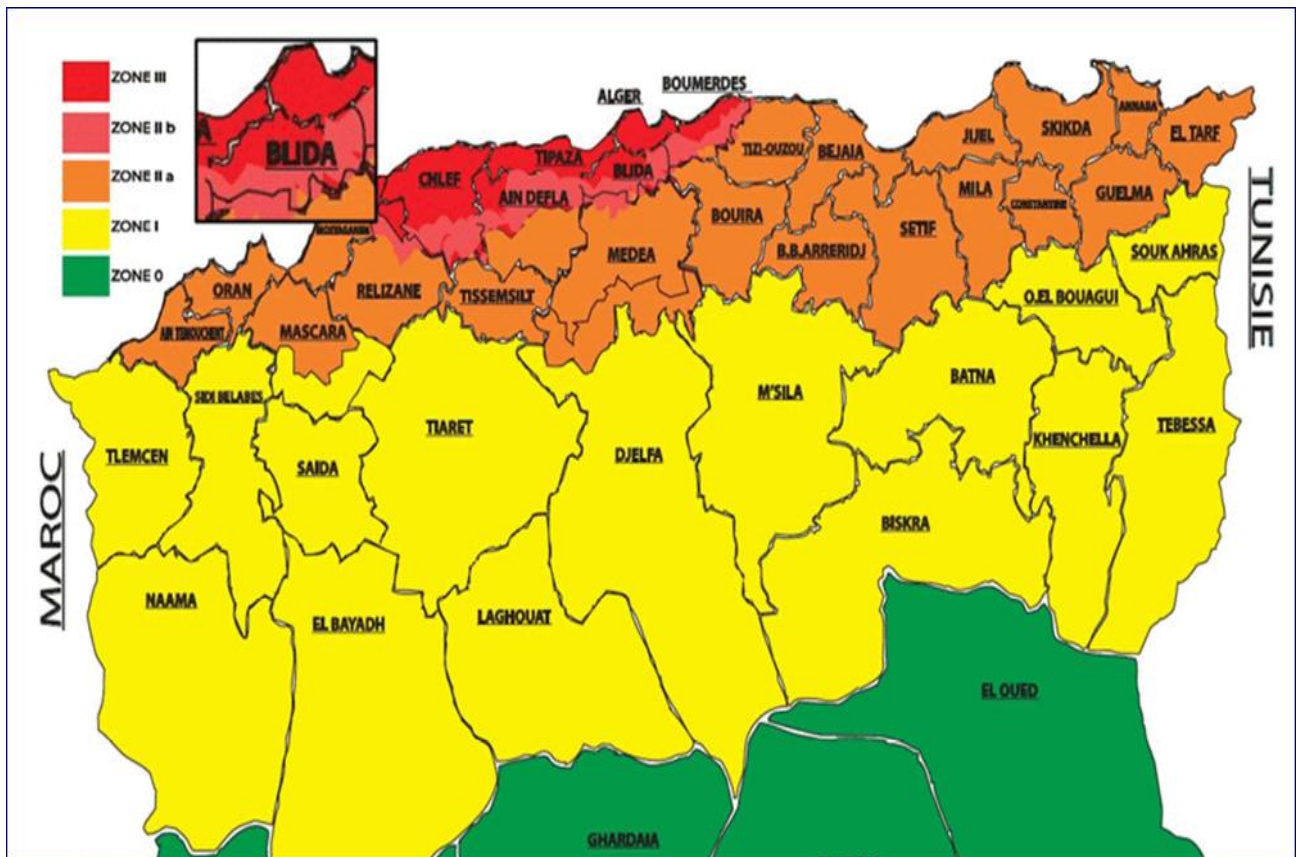 ZONE III
ZONE II b
ZONE II a
ZONE I
ZONE 0
A
BLIDA
ALGER
BOUMERDES
CHLEF
TIPAZA
AIN DEFLA
BLIDA
TIZI-OUZOU
BEJAIA
JIJEL
SKIKDA
ANNABA
EL TARF
MILA
CONSTANTINE
GUELMA
BOUIRA
SETIF
B.B.ARRERIDJ
MEDEA
SOUK AHRAS
O.EL BOUAGUI
ORAN
RELIZANE
TISSEMSILT
MASCARA
AIN TEMOUCHENT
SIDI BELABES
TLEMCEN
SAIDA
TIARET
DJELFA
M'SILA
BATNA
KHENCHELLA
TEBESSA
BISKRA
NAAMA
EL BAYADH
LAGHOUAT
EL OUED
GHARDAIA
MAROC
TUNISIE